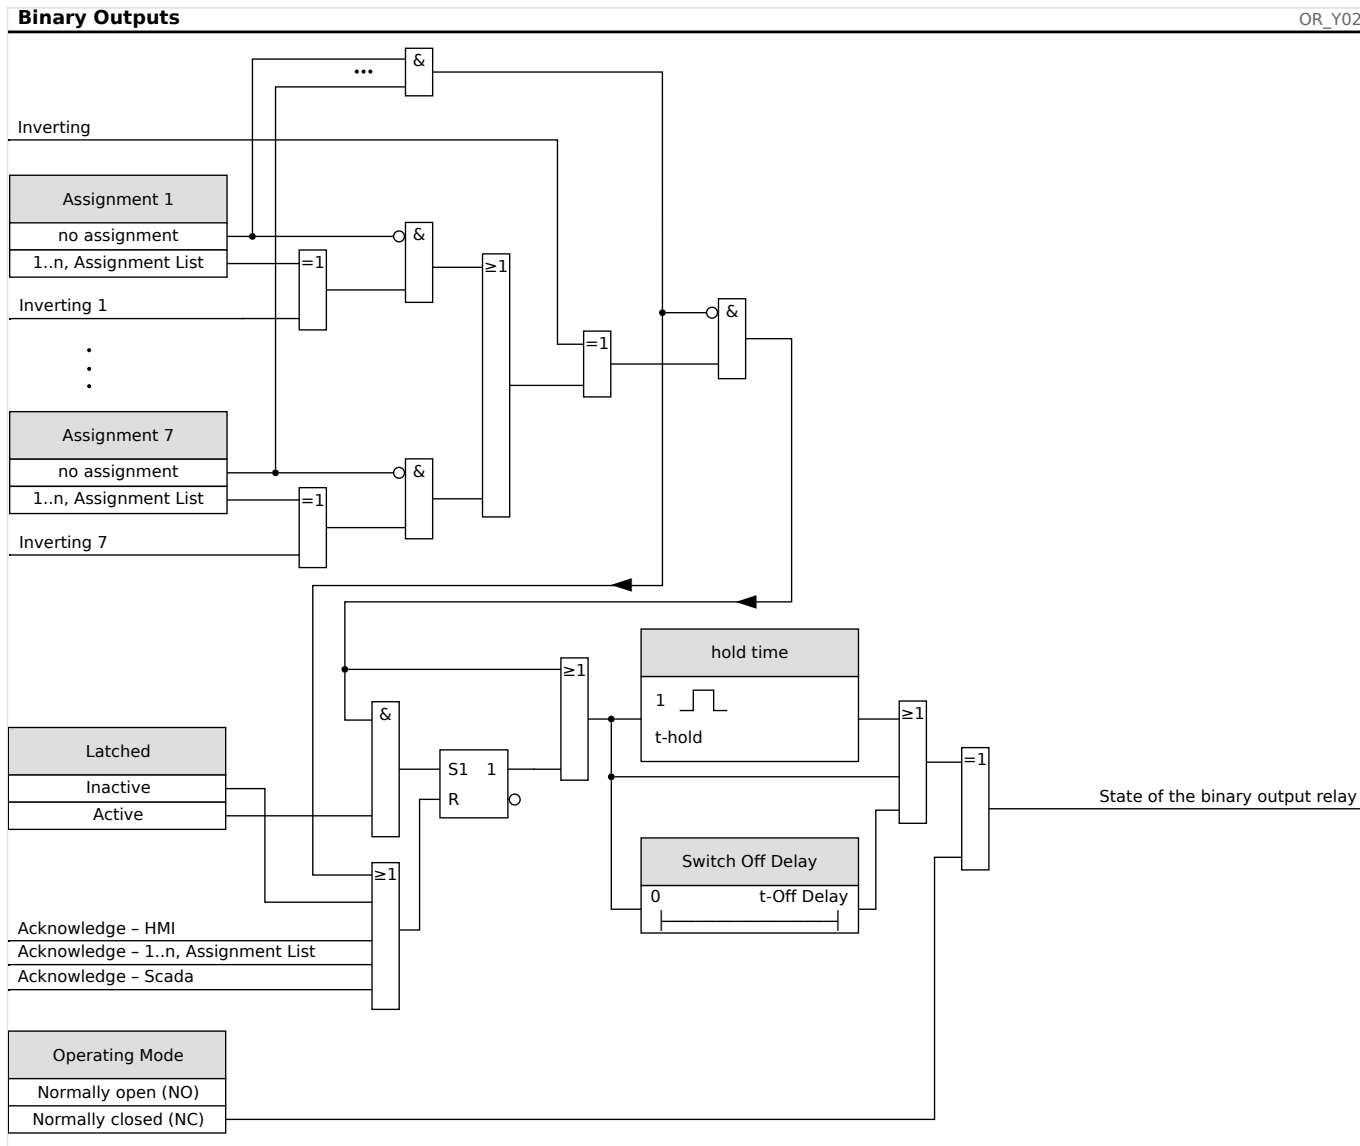 Binary Outputs
OR_Y02
&
•••
Inverting
Assignment 1
no assignment
&
1..n, Assignment List
=1
≥1
Inverting 1
&
=1
Assignment 7
no assignment
&
1..n, Assignment List
=1
Inverting 7
hold time
≥1
1
t-hold
&
≥1
Latched
Inactive
Active
S1 1
R
=1
State of the binary output relay
Switch Off Delay
0 t-Off Delay
≥1
Acknowledge – HMI
Acknowledge – 1..n, Assignment List
Acknowledge – Scada
Operating Mode
Normally open (NO)
Normally closed (NC)